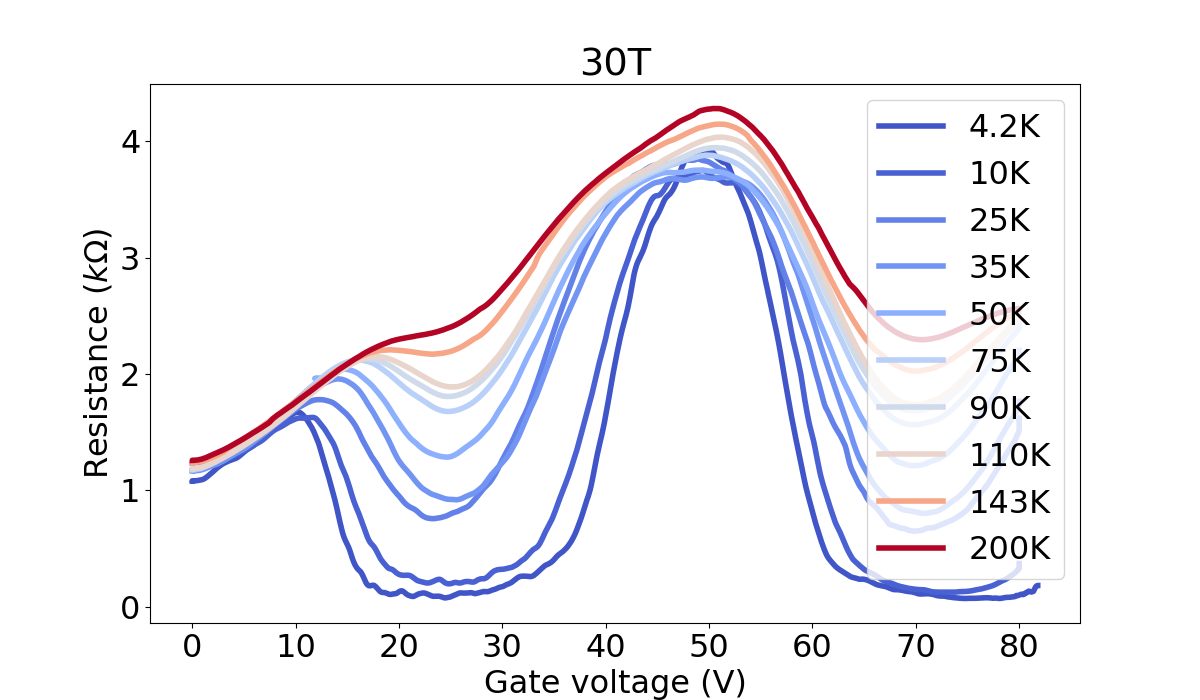 30T
Resistance (kΩ)
4
3
2
1
0
0 10 20 30 40 50 60 70 80
Gate voltage (V)
4.2K
10K
25K
35K
50K
75K
90K
110K
143K
200K